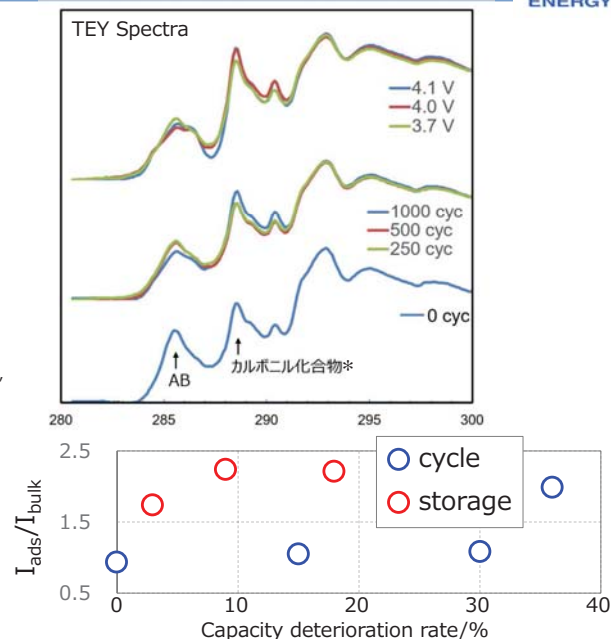 ENERGY
TEY Spectra
4.1 V
4.0 V
3.7 V
1000 cyc
500 cyc
250 cyc
0 cyc
AB
カルボニル化合物*
280 285 290 295 300
2.5
cycle
storage
I_ads/I_bulk
1.5
0.5
0 10 20 30 40
Capacity deterioration rate/%